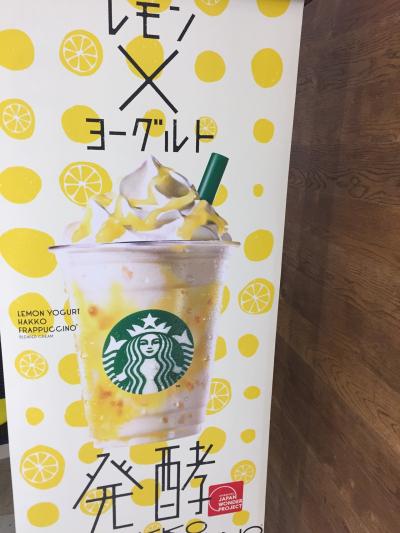 レモン
×
ヨーグルト
LEMON YOGURT
HAKKO
FRAPPUCCINO®
BLENDED CREAM
発酵
JAPAN
WONDER
PROJECT